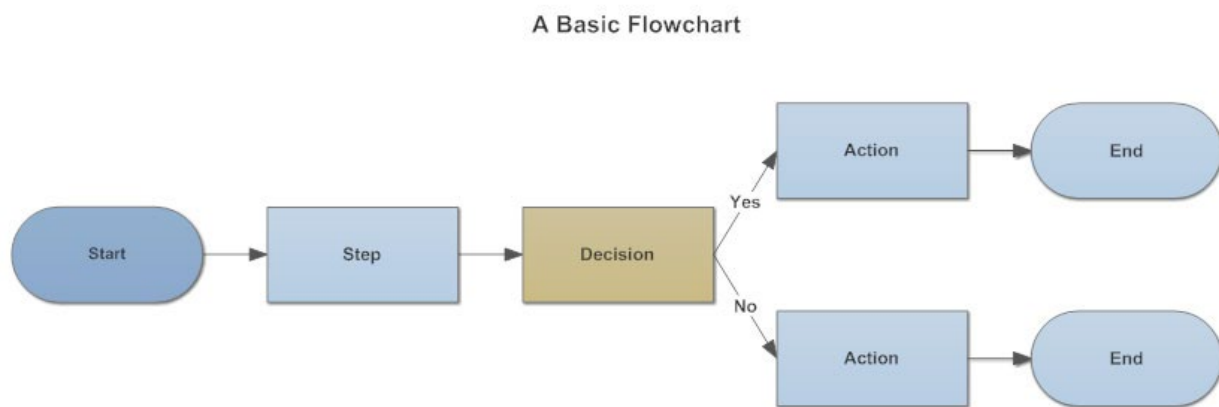 A Basic Flowchart
Start
Step
Decision
Yes
Action
End
No
Action
End